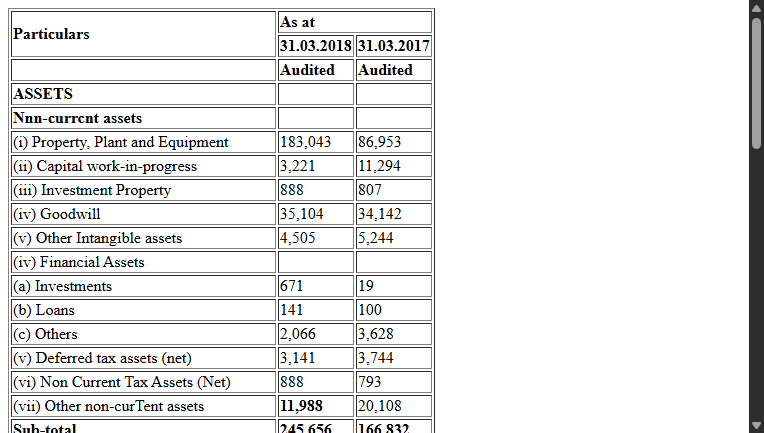 Particulars As at
31.03.2018 31.03.2017
Audited Audited
ASSETS
Nnn-currcnt assets
(i) Property, Plant and Equipment 183,043 86,953
(ii) Capital work-in-progress 3,221 11,294
(iii) Investment Property 888 807
(iv) Goodwill 35,104 34,142
(v) Other Intangible assets 4,505 5,244
(iv) Financial Assets
(a) Investments 671 19
(b) Loans 141 100
(c) Others 2,066 3,628
(v) Deferred tax assets (net) 3,141 3,744
(vi) Non Current Tax Assets (Net) 888 793
(vii) Other non-curTent assets 11,988 20,108
Sub-total 245,656 166,832